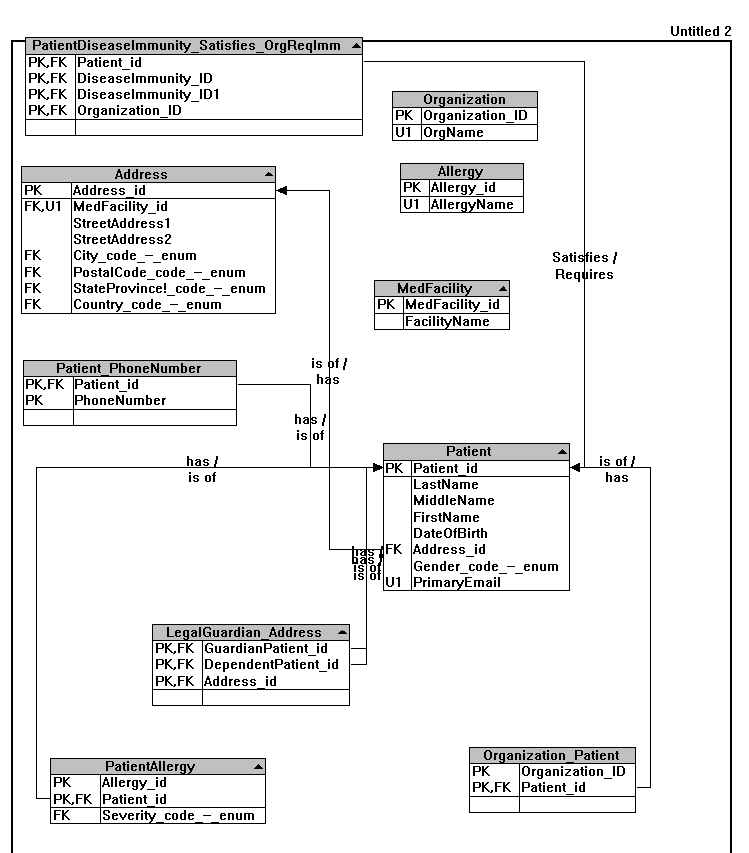 Untitled 2
PatientDiseaseImmunity_Satisfies_OrgReqImm
PK,FK Patient_id
PK,FK DiseaseImmunity_ID
PK,FK DiseaseImmunity_ID1
PK,FK Organization_ID
Organization
PK Organization_ID
U1 OrgName
Address
PK Address_id
FK,U1 MedFacility_id
StreetAddress1
StreetAddress2
FK City_code_-_enum
FK PostalCode_code_-_enum
FK StateProvince!_code_-_enum
FK Country_code_-_enum
Allergy
PK Allergy_id
U1 AllergyName
Satisfies /
Requires
MedFacility
PK MedFacility_id
FacilityName
Patient_PhoneNumber
PK,FK Patient_id
PK PhoneNumber
is of /
has
has /
is of
has /
is of
Patient
PK Patient_id
LastName
MiddleName
FirstName
DateOfBirth
FK Address_id
Gender_code_-_enum
U1 PrimaryEmail
is of /
has
has /
has /
is of
is of
LegalGuardian_Address
PK,FK GuardianPatient_id
PK,FK DependentPatient_id
PK,FK Address_id
PatientAllergy
PK Allergy_id
PK,FK Patient_id
FK Severity_code_-_enum
Organization_Patient
PK Organization_ID
PK,FK Patient_id